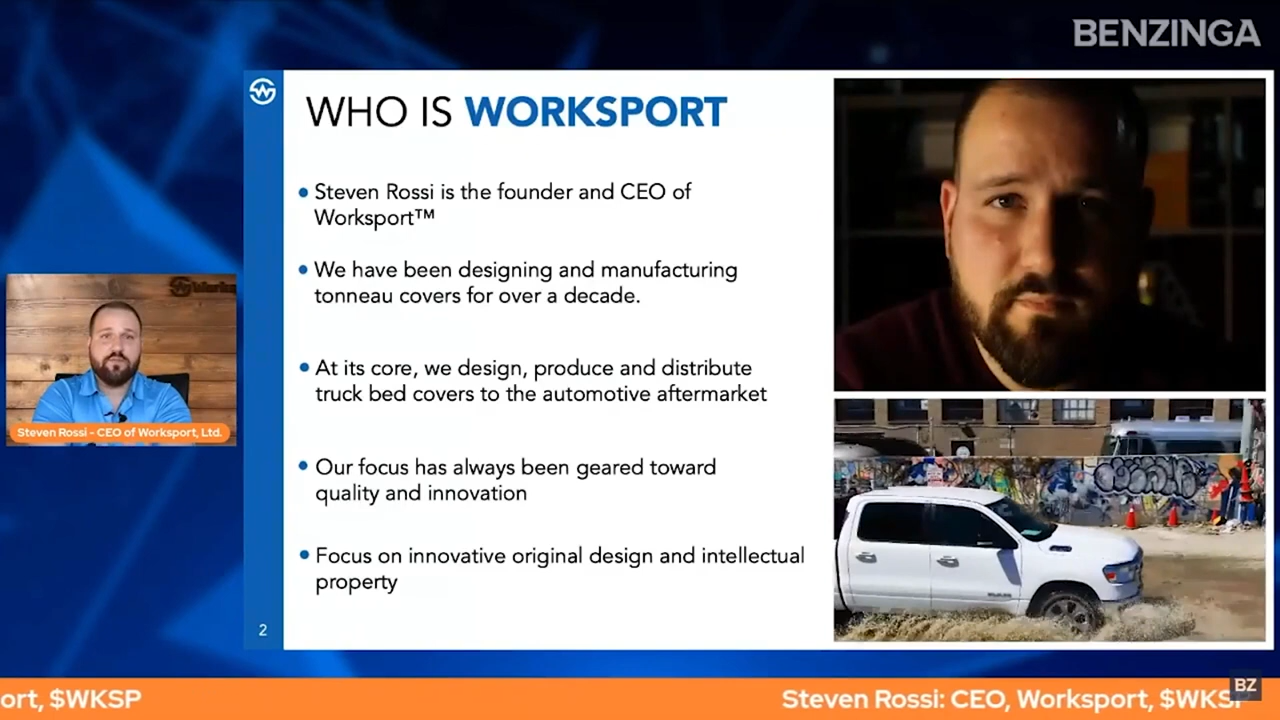 BENZINGA
WHO IS WORKSPORT
Steven Rossi is the founder and CEO of
Worksport™
We have been designing and manufacturing
tonneau covers for over a decade.
At its core, we design, produce and distribute
truck bed covers to the automotive aftermarket
Our focus has always been geared toward
quality and innovation
Focus on innovative original design and intellectual
property
2
Steven Rossi - CEO of Worksport, Ltd.
ort, $WKSP
Steven Rossi: CEO, Worksport, $WKSP
BZ